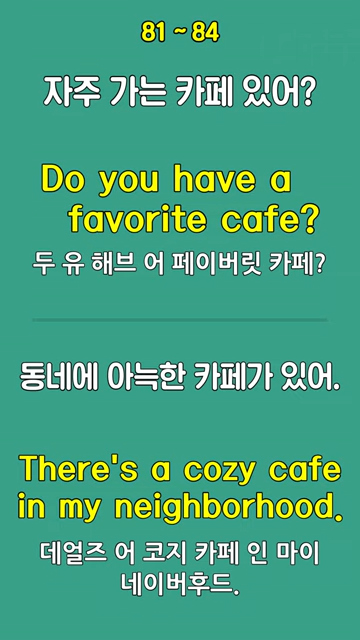 81 ~ 84
자주 가는 카페 있어?
Do you have a
favorite cafe?
두 유 해브 어 페이버릿 카페?
동네에 아늑한 카페가 있어.
There's a cozy cafe
in my neighborhood.
데얼즈 어 코지 카페 인 마이
네이버후드.